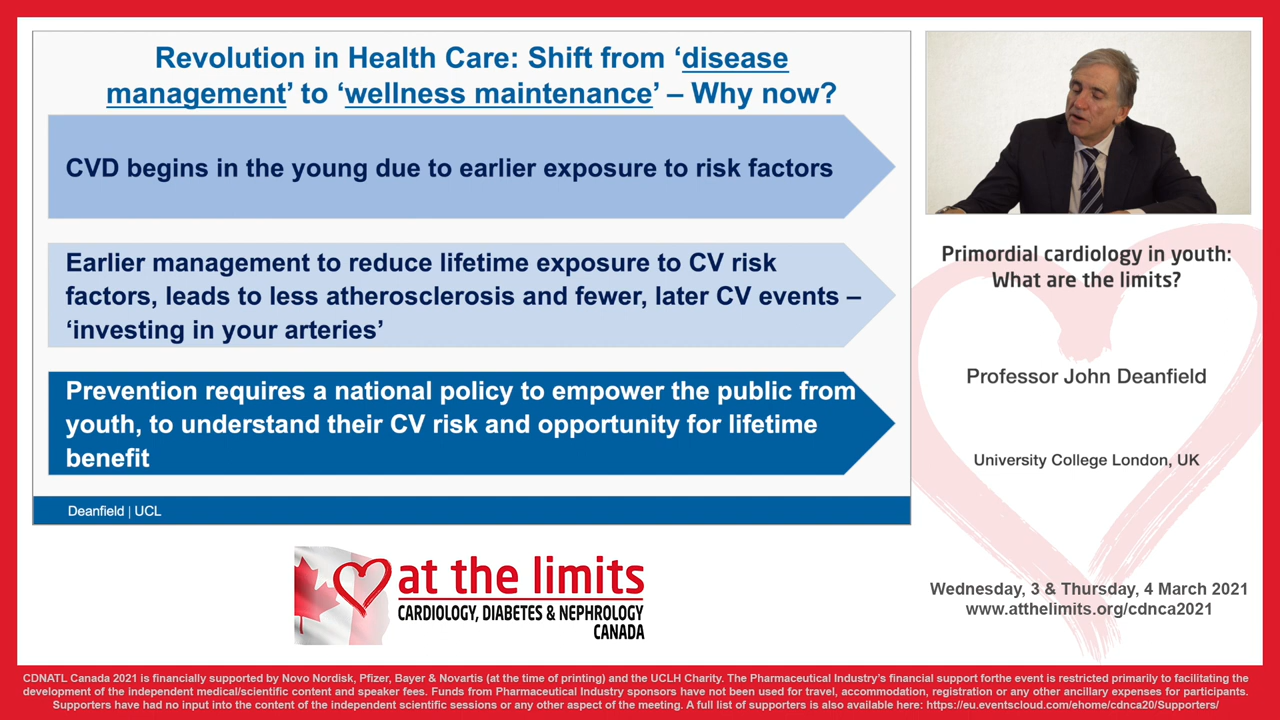 Revolution in Health Care: Shift from ‘disease
management’ to ‘wellness maintenance’ – Why now?
CVD begins in the young due to earlier exposure to risk factors
Earlier management to reduce lifetime exposure to CV risk
factors, leads to less atherosclerosis and fewer, later CV events –
‘investing in your arteries’
Prevention requires a national policy to empower the public from
youth, to understand their CV risk and opportunity for lifetime
benefit
Deanfield | UCL
Primordial cardiology in youth:
What are the limits?
Professor John Deanfield
University College London, UK
at the limits
CARDIOLOGY, DIABETES & NEPHROLOGY
CANADA
Wednesday, 3 & Thursday, 4 March 2021
www.atthelimits.org/cdnca2021
CDNATL Canada 2021 is financially supported by Novo Nordisk, Pfizer, Bayer & Novartis (at the time of printing) and the UCLH Charity. The Pharmaceutical Industry's financial support forthe event is restricted primarily to facilitating the
development of the independent medical/scientific content and speaker fees. Funds from Pharmaceutical Industry sponsors have not been used for travel, accommodation, registration or any other ancillary expenses for participants.
Supporters have had no input into the content of the independent scientific sessions or any other aspect of the meeting. A full list of supporters is also available here: https://eu.eventscloud.com/ehome/cdnca20/Supporters/